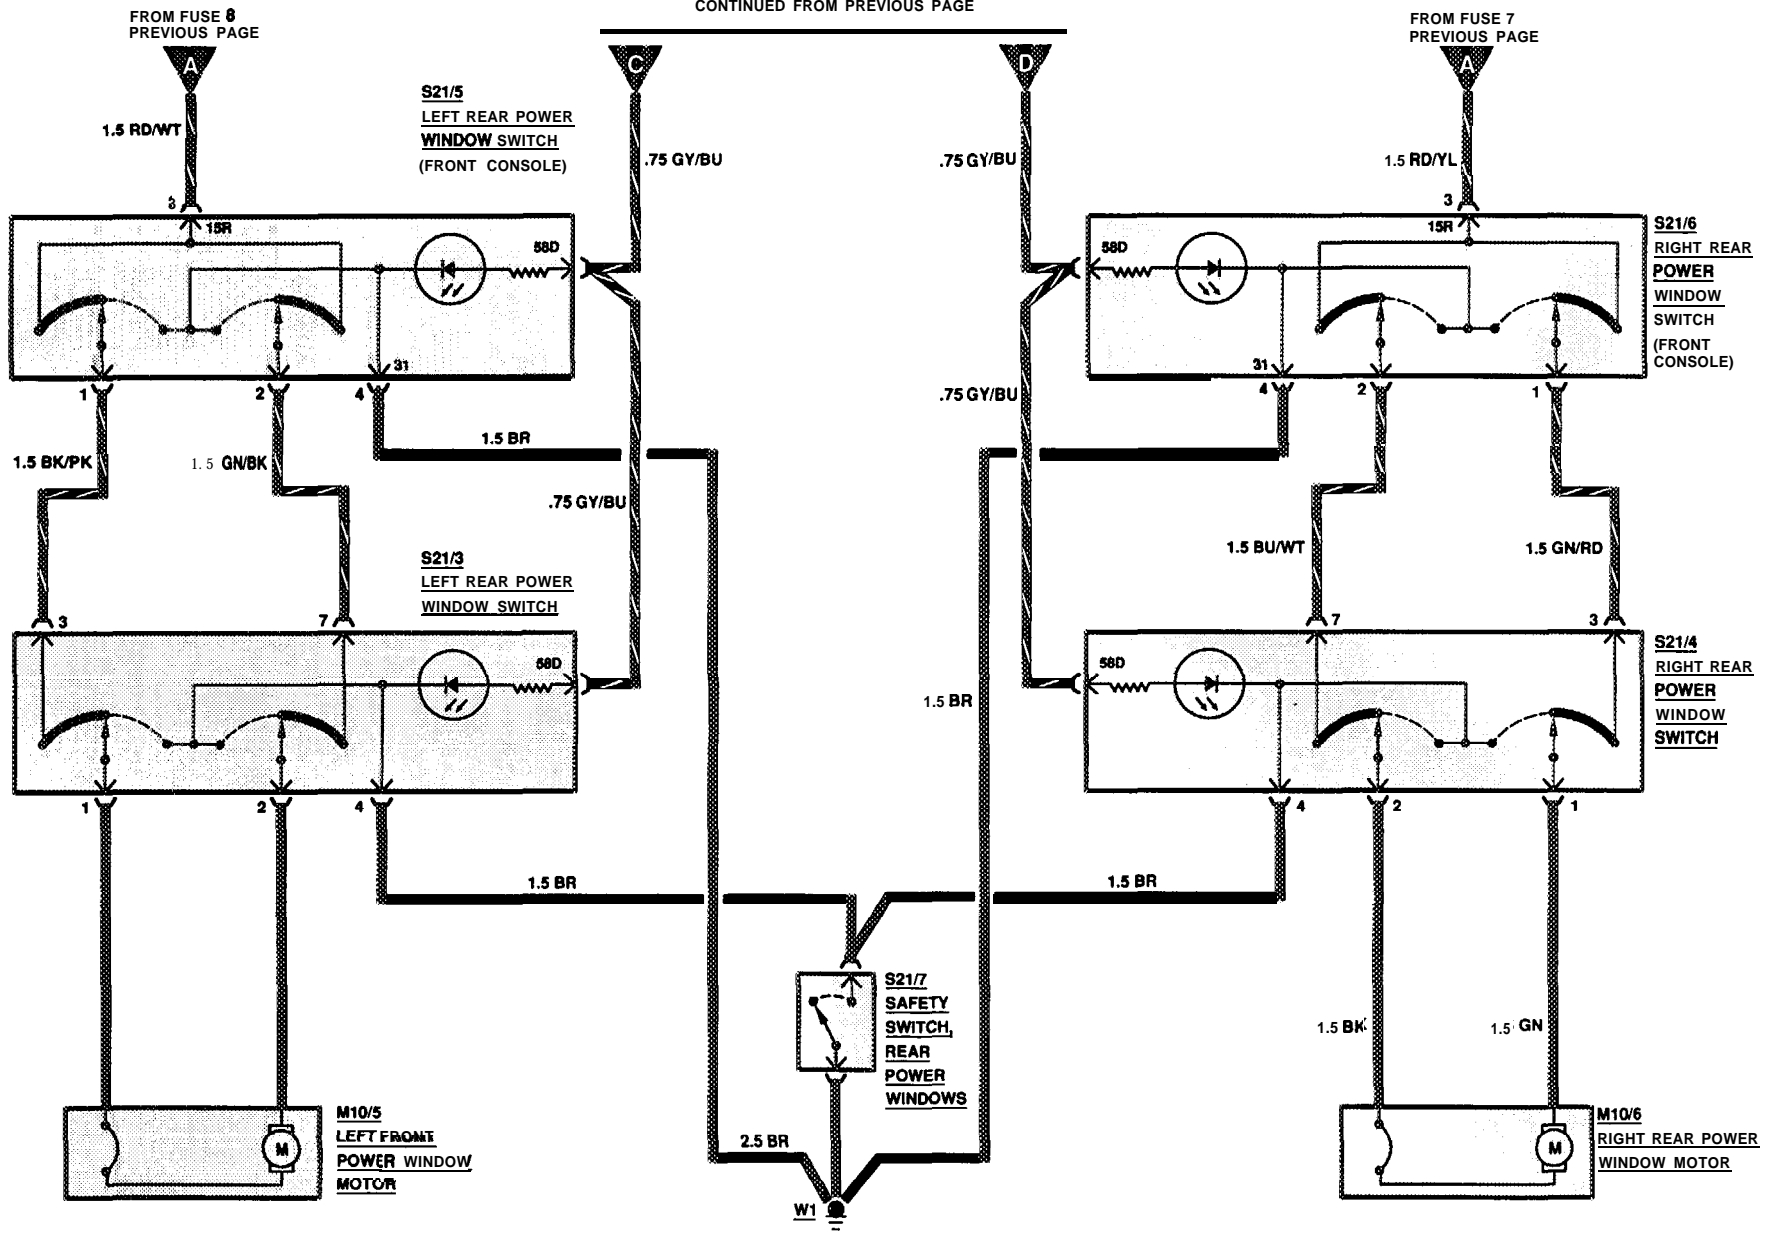 CONTINUED FROM PREVIOUS PAGE
FROM FUSE 8
PREVIOUS PAGE
FROM FUSE 7
PREVIOUS PAGE
A
C
D
A
S21/5
LEFT REAR POWER
WINDOW SWITCH
(FRONT CONSOLE)
1.5 RD/WT
.75 GY/BU
.75 GY/BU
1.5 RD/YL
3
15R
58D
31
1
2
4
3
15R
58D
31
4
2
1
S21/6
RIGHT REAR
POWER
WINDOW
SWITCH
(FRONT
CONSOLE)
.75 GY/BU
1.5 BR
1.5 BK/PK
1.5 GN/BK
.75 GY/BU
1.5 BU/WT
1.5 GN/RD
S21/3
LEFT REAR POWER
WINDOW SWITCH
3
7
58D
1
2
4
7
3
58D
4
2
1
S21/4
RIGHT REAR
POWER
WINDOW
SWITCH
1.5 BR
1.5 BR
1.5 BR
S21/7
SAFETY
SWITCH,
REAR
POWER
WINDOWS
1.5 BK
1.5 GN
M10/5
LEFT FRONT
POWER WINDOW
MOTOR
M
2.5 BR
W1
M
M10/6
RIGHT REAR POWER
WINDOW MOTOR